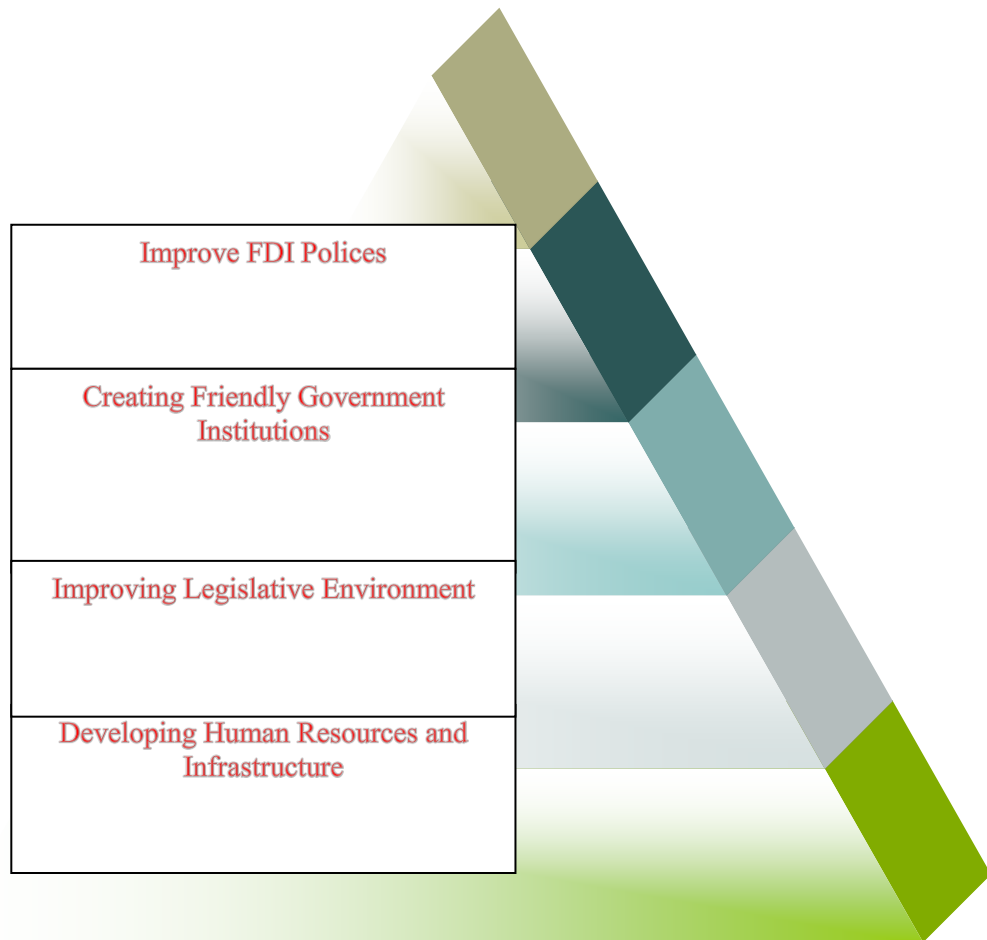 Improve FDI Polices
Creating Friendly Government
Institutions
Improving Legislative Environment
Developing Human Resources and
Infrastructure